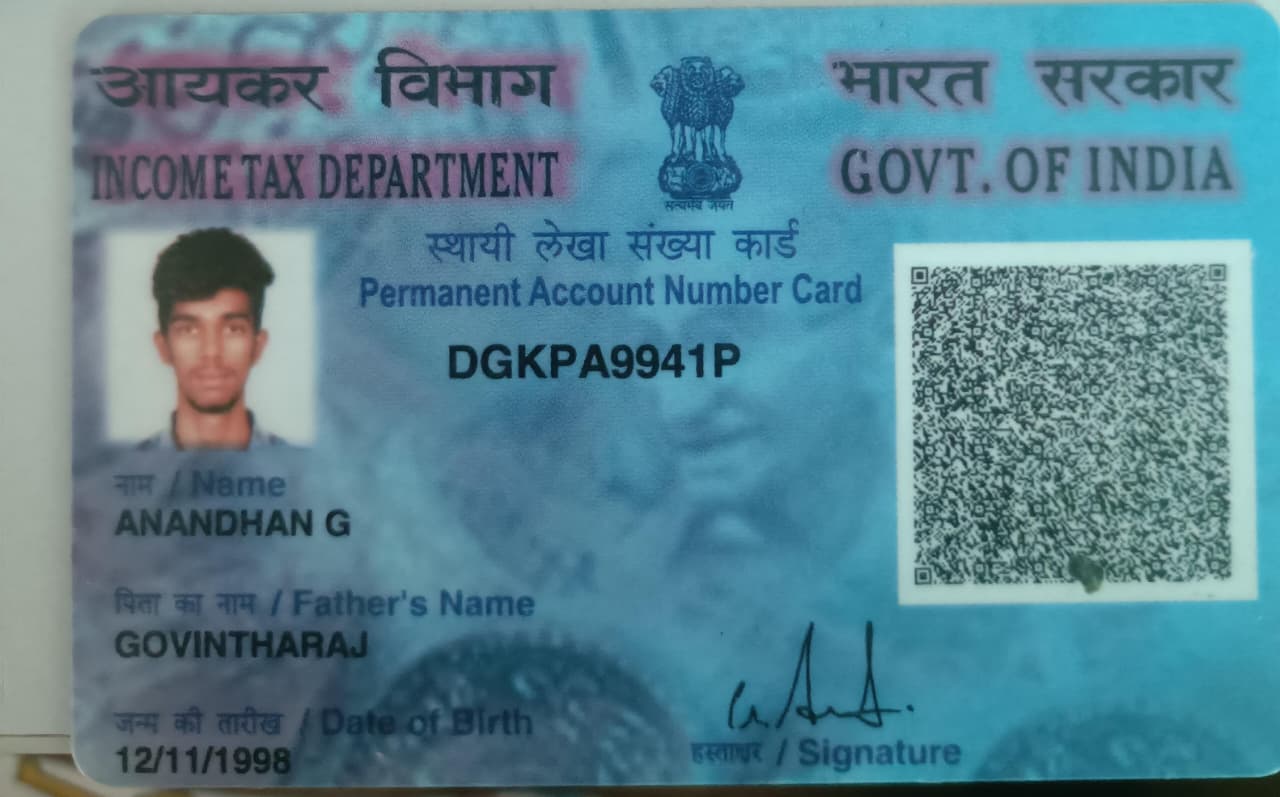 आयकर विभाग
INCOME TAX DEPARTMENT
भारत सरकार
GOVT. OF INDIA
सत्यमेव जयते
स्थायी लेखा संख्या कार्ड
Permanent Account Number Card
DGKPA9941P
नाम / Name
ANANDHAN G
पिता का नाम / Father's Name
GOVINTHARAJ
जन्म की तारीख / Date of Birth
12/11/1998
हस्ताक्षर / Signature